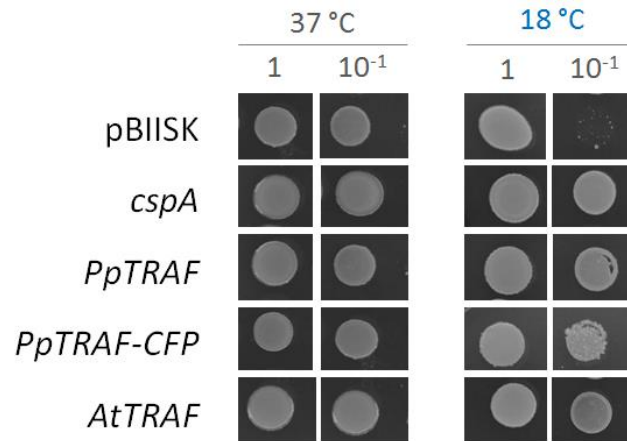 37 °C 18 °C
1 10⁻¹ 1 10⁻¹
pBIISK
cspA
PpTRAF
PpTRAF-CFP
AtTRAF